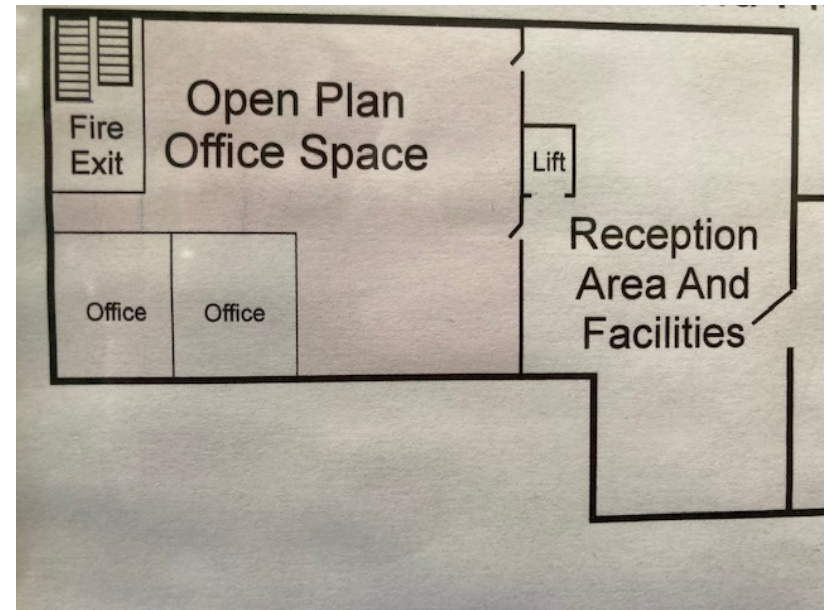 Open Plan
Office Space
Fire
Exit
Lift
Reception
Area And
Facilities
Office
Office